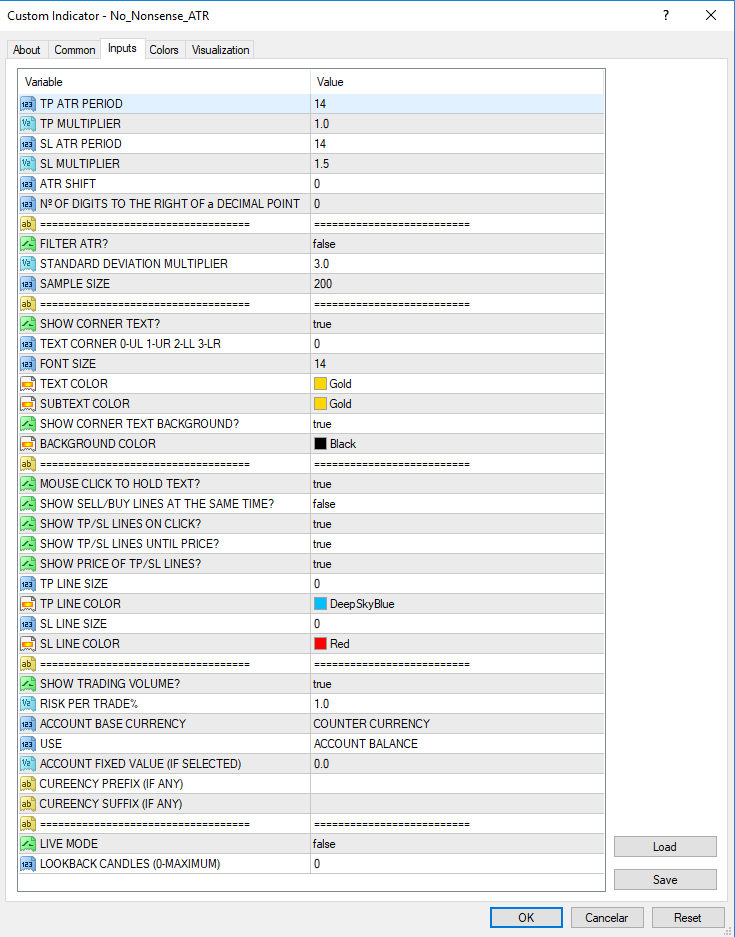 Custom Indicator - No_Nonsense_ATR
About Common Inputs Colors Visualization
Variable Value
TP ATR PERIOD 14
TP MULTIPLIER 1.0
SL ATR PERIOD 14
SL MULTIPLIER 1.5
ATR SHIFT 0
Nº OF DIGITS TO THE RIGHT OF a DECIMAL POINT 0
=================================== ==========================
FILTER ATR? false
STANDARD DEVIATION MULTIPLIER 3.0
SAMPLE SIZE 200
=================================== ==========================
SHOW CORNER TEXT? true
TEXT CORNER 0-UL 1-UR 2-LL 3-LR 0
FONT SIZE 14
TEXT COLOR Gold
SUBTEXT COLOR Gold
SHOW CORNER TEXT BACKGROUND? true
BACKGROUND COLOR Black
=================================== ==========================
MOUSE CLICK TO HOLD TEXT? true
SHOW SELL/BUY LINES AT THE SAME TIME? false
SHOW TP/SL LINES ON CLICK? true
SHOW TP/SL LINES UNTIL PRICE? true
SHOW PRICE OF TP/SL LINES? true
TP LINE SIZE 0
TP LINE COLOR DeepSkyBlue
SL LINE SIZE 0
SL LINE COLOR Red
=================================== ==========================
SHOW TRADING VOLUME? true
RISK PER TRADE% 1.0
ACCOUNT BASE CURRENCY COUNTER CURRENCY
USE ACCOUNT BALANCE
ACCOUNT FIXED VALUE (IF SELECTED) 0.0
CUREENCY PREFIX (IF ANY)
CUREENCY SUFFIX (IF ANY)
=================================== ==========================
LIVE MODE false
LOOKBACK CANDLES (0-MAXIMUM) 0
Load
Save
OK Cancelar Reset